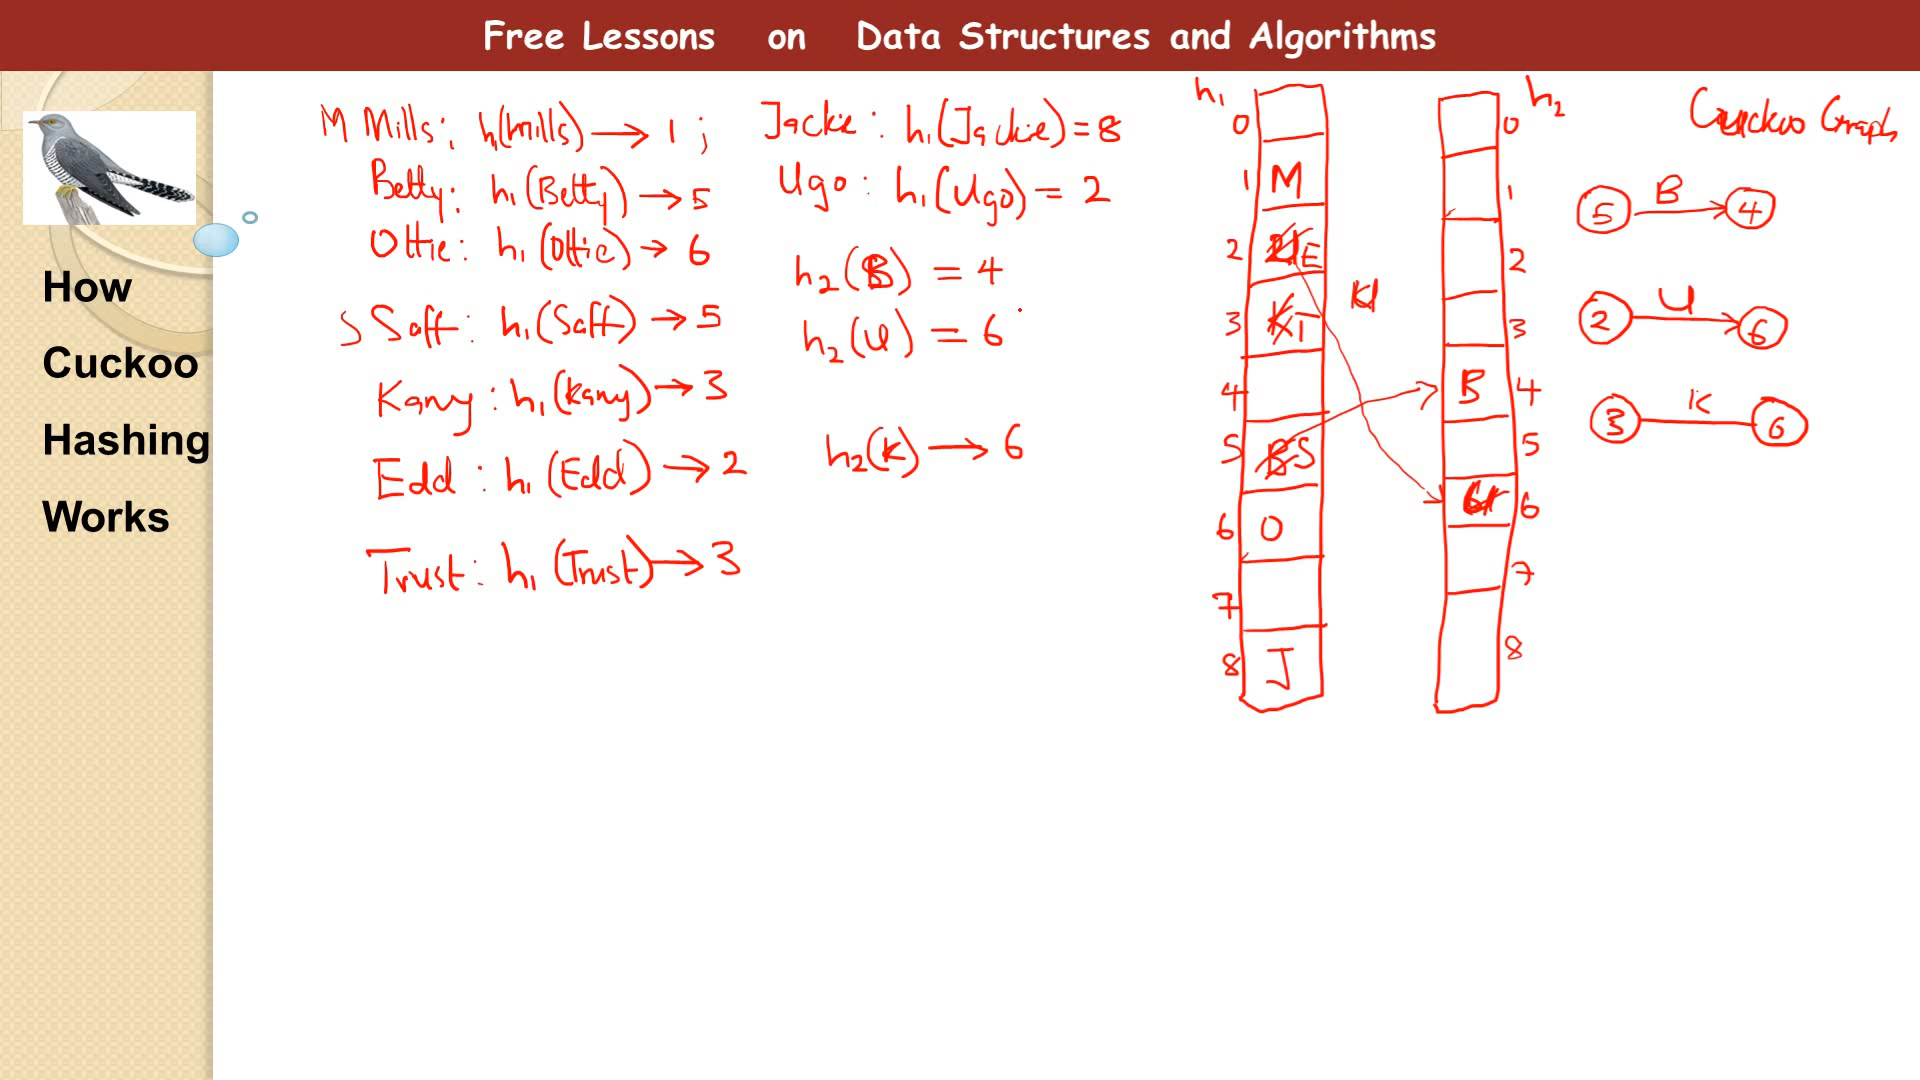 Free Lessons on Data Structures and Algorithms
How
Cuckoo
Hashing
Works
M Mills: h₁(Mills) → 1 ;
Betty: h₁(Betty) → 5
Ottie: h₁(Ottie) → 6
S Saff: h₁(Saff) → 5
Kany: h₁(Kany) → 3
Edd: h₁(Edd) → 2
Trust: h₁(Trust) → 3
Jackie: h₁(Jackie) = 8
Ugo: h₁(Ugo) = 2
h₂(B) = 4
h₂(U) = 6
h₂(K) → 6
h₁
0
1 M
2 U E
3 K T
4
5 B S
6 O
7
8 J
h₂
0
1
2
3
B 4
5
6
7
8
Cuckoo Graph
5 B 4
2 U 6
3 K 6